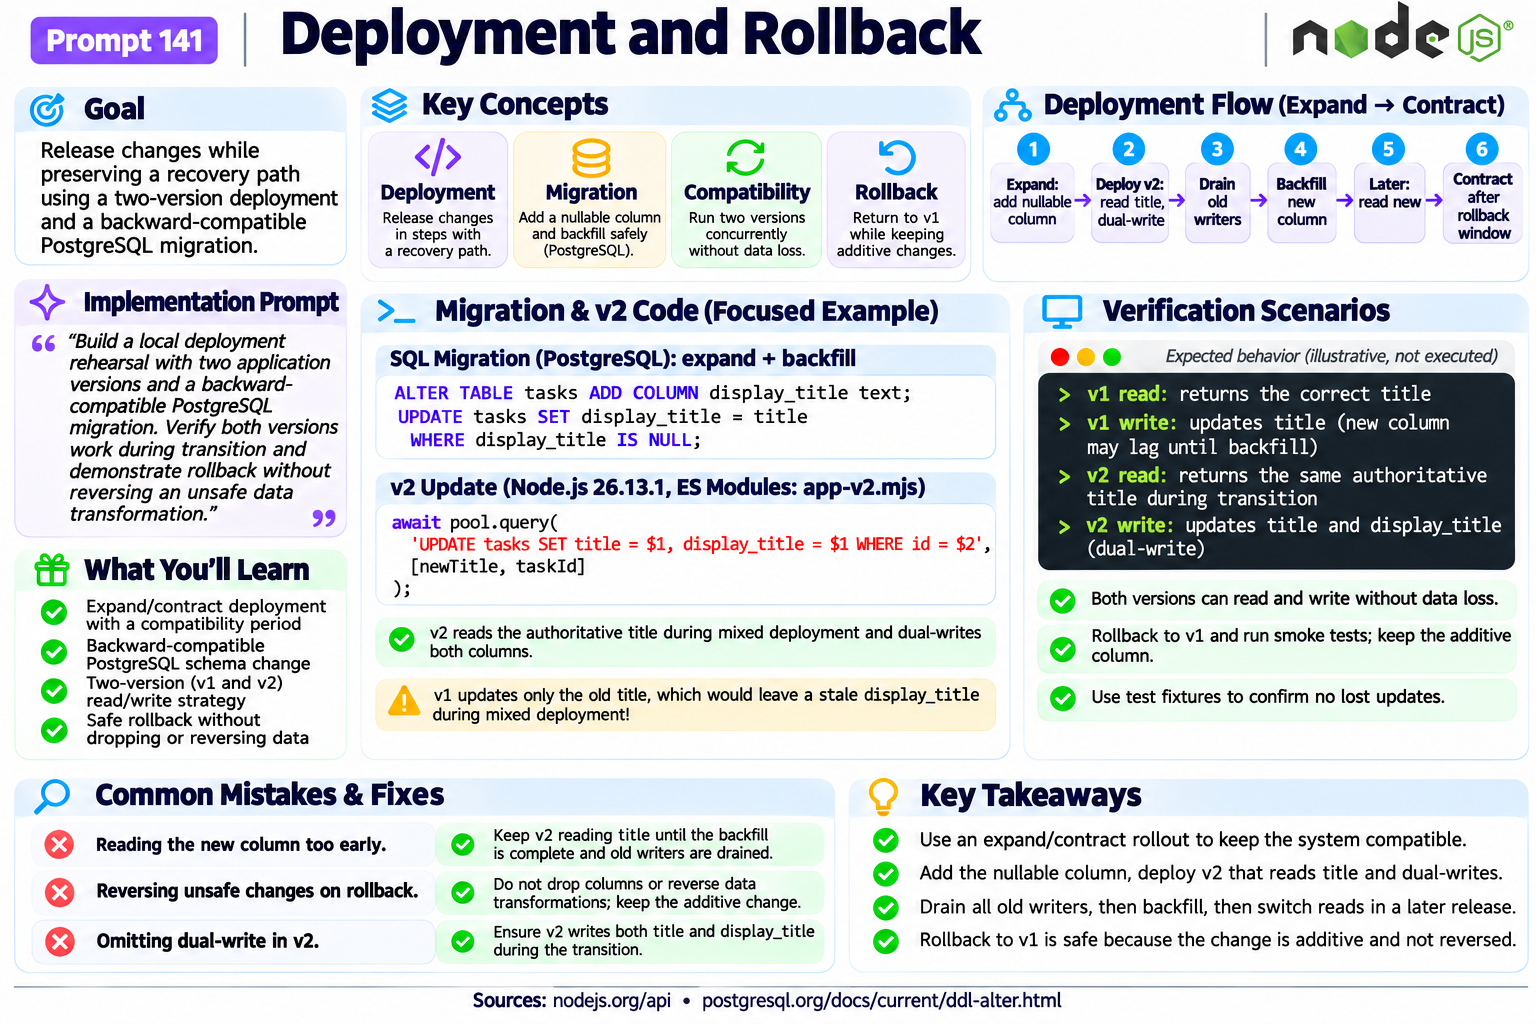 Prompt 141
Deployment and Rollback
node
JS
®
Goal
Release changes while
preserving a recovery path
using a two-version deployment
and a backward-compatible
PostgreSQL migration.
Key Concepts
Deployment
Release changes
in steps with
a recovery path.
Migration
Add a nullable column
and backfill safely
(PostgreSQL).
Compatibility
Run two versions
concurrently
without data loss.
Rollback
Return to v1
while keeping
additive changes.
Deployment Flow (Expand → Contract)
1
Expand:
add nullable
column
2
Deploy v2:
read title,
dual-write
3
Drain
old
writers
4
Backfill
new
column
5
Later:
read new
6
Contract
after
rollback
window
Implementation Prompt
“Build a local deployment
rehearsal with two application
versions and a backward-
compatible PostgreSQL
migration. Verify both versions
work during transition and
demonstrate rollback without
reversing an unsafe data
transformation.”
What You’ll Learn
Expand/contract deployment
with a compatibility period
Backward-compatible
PostgreSQL schema change
Two-version (v1 and v2)
read/write strategy
Safe rollback without
dropping or reversing data
Migration & v2 Code (Focused Example)
SQL Migration (PostgreSQL): expand + backfill
ALTER TABLE tasks ADD COLUMN display_title text;
UPDATE tasks SET display_title = title
WHERE display_title IS NULL;
v2 Update (Node.js 26.13.1, ES Modules: app-v2.mjs)
await pool.query(
'UPDATE tasks SET title = $1, display_title = $1 WHERE id = $2',
[newTitle, taskId]
);
v2 reads the authoritative title during mixed deployment and dual-writes
both columns.
v1 updates only the old title, which would leave a stale display_title
during mixed deployment!
Verification Scenarios
Expected behavior (illustrative, not executed)
> v1 read: returns the correct title
> v1 write: updates title (new column
may lag until backfill)
> v2 read: returns the same authoritative
title during transition
> v2 write: updates title and display_title
(dual-write)
Both versions can read and write without data loss.
Rollback to v1 and run smoke tests; keep the additive
column.
Use test fixtures to confirm no lost updates.
Common Mistakes & Fixes
Reading the new column too early.
Keep v2 reading title until the backfill
is complete and old writers are drained.
Reversing unsafe changes on rollback.
Do not drop columns or reverse data
transformations; keep the additive change.
Omitting dual-write in v2.
Ensure v2 writes both title and display_title
during the transition.
Key Takeaways
Use an expand/contract rollout to keep the system compatible.
Add the nullable column, deploy v2 that reads title and dual-writes.
Drain all old writers, then backfill, then switch reads in a later release.
Rollback to v1 is safe because the change is additive and not reversed.
Sources: nodejs.org/api • postgresql.org/docs/current/ddl-alter.html